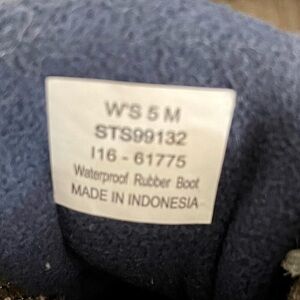 W'S 5 M
STS99132
I16 - 61775
Waterproof Rubber Boot
MADE IN INDONESIA